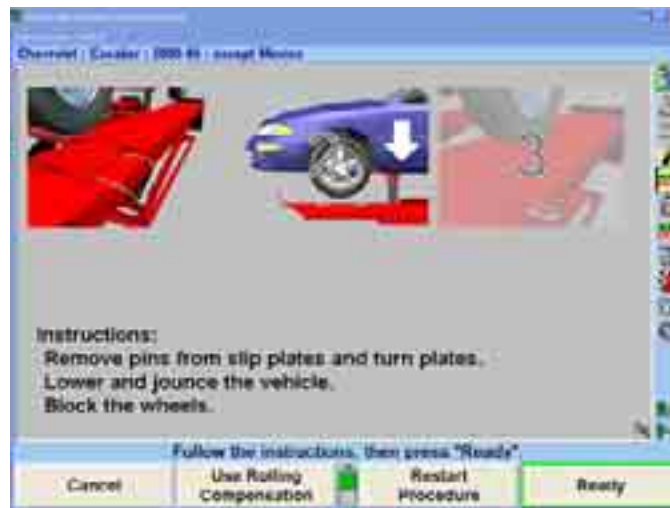 Chevrolet : Cavalier : 2000-05 : except Mexico
3
Instructions:
Remove pins from slip plates and turn plates.
Lower and jounce the vehicle.
Block the wheels.
Follow the instructions, then press "Ready".
Cancel
Use Rolling
Compensation
Restart
Procedure
Ready